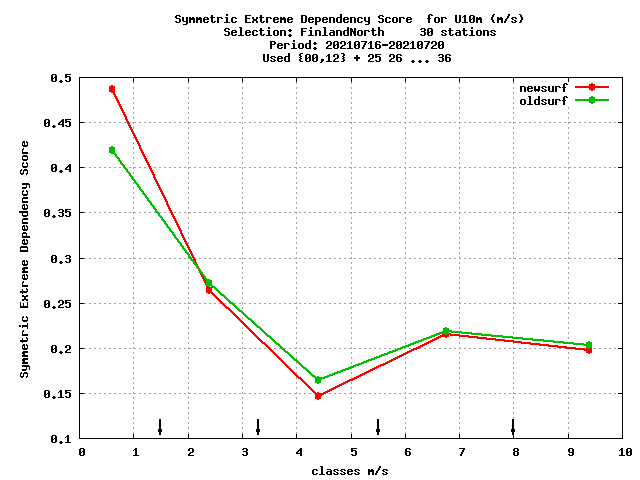 Symmetric Extreme Dependency Score  for U10m (m/s)
Selection: FinlandNorth     30 stations
Period: 20210716-20210720
Used {00,12} + 25 26 ... 36
newsurf
oldsurf
0.5
0.45
0.4
0.35
0.3
0.25
0.2
0.15
0.1
Symmetric Extreme Dependency Score
0 1 2 3 4 5 6 7 8 9 10
classes m/s